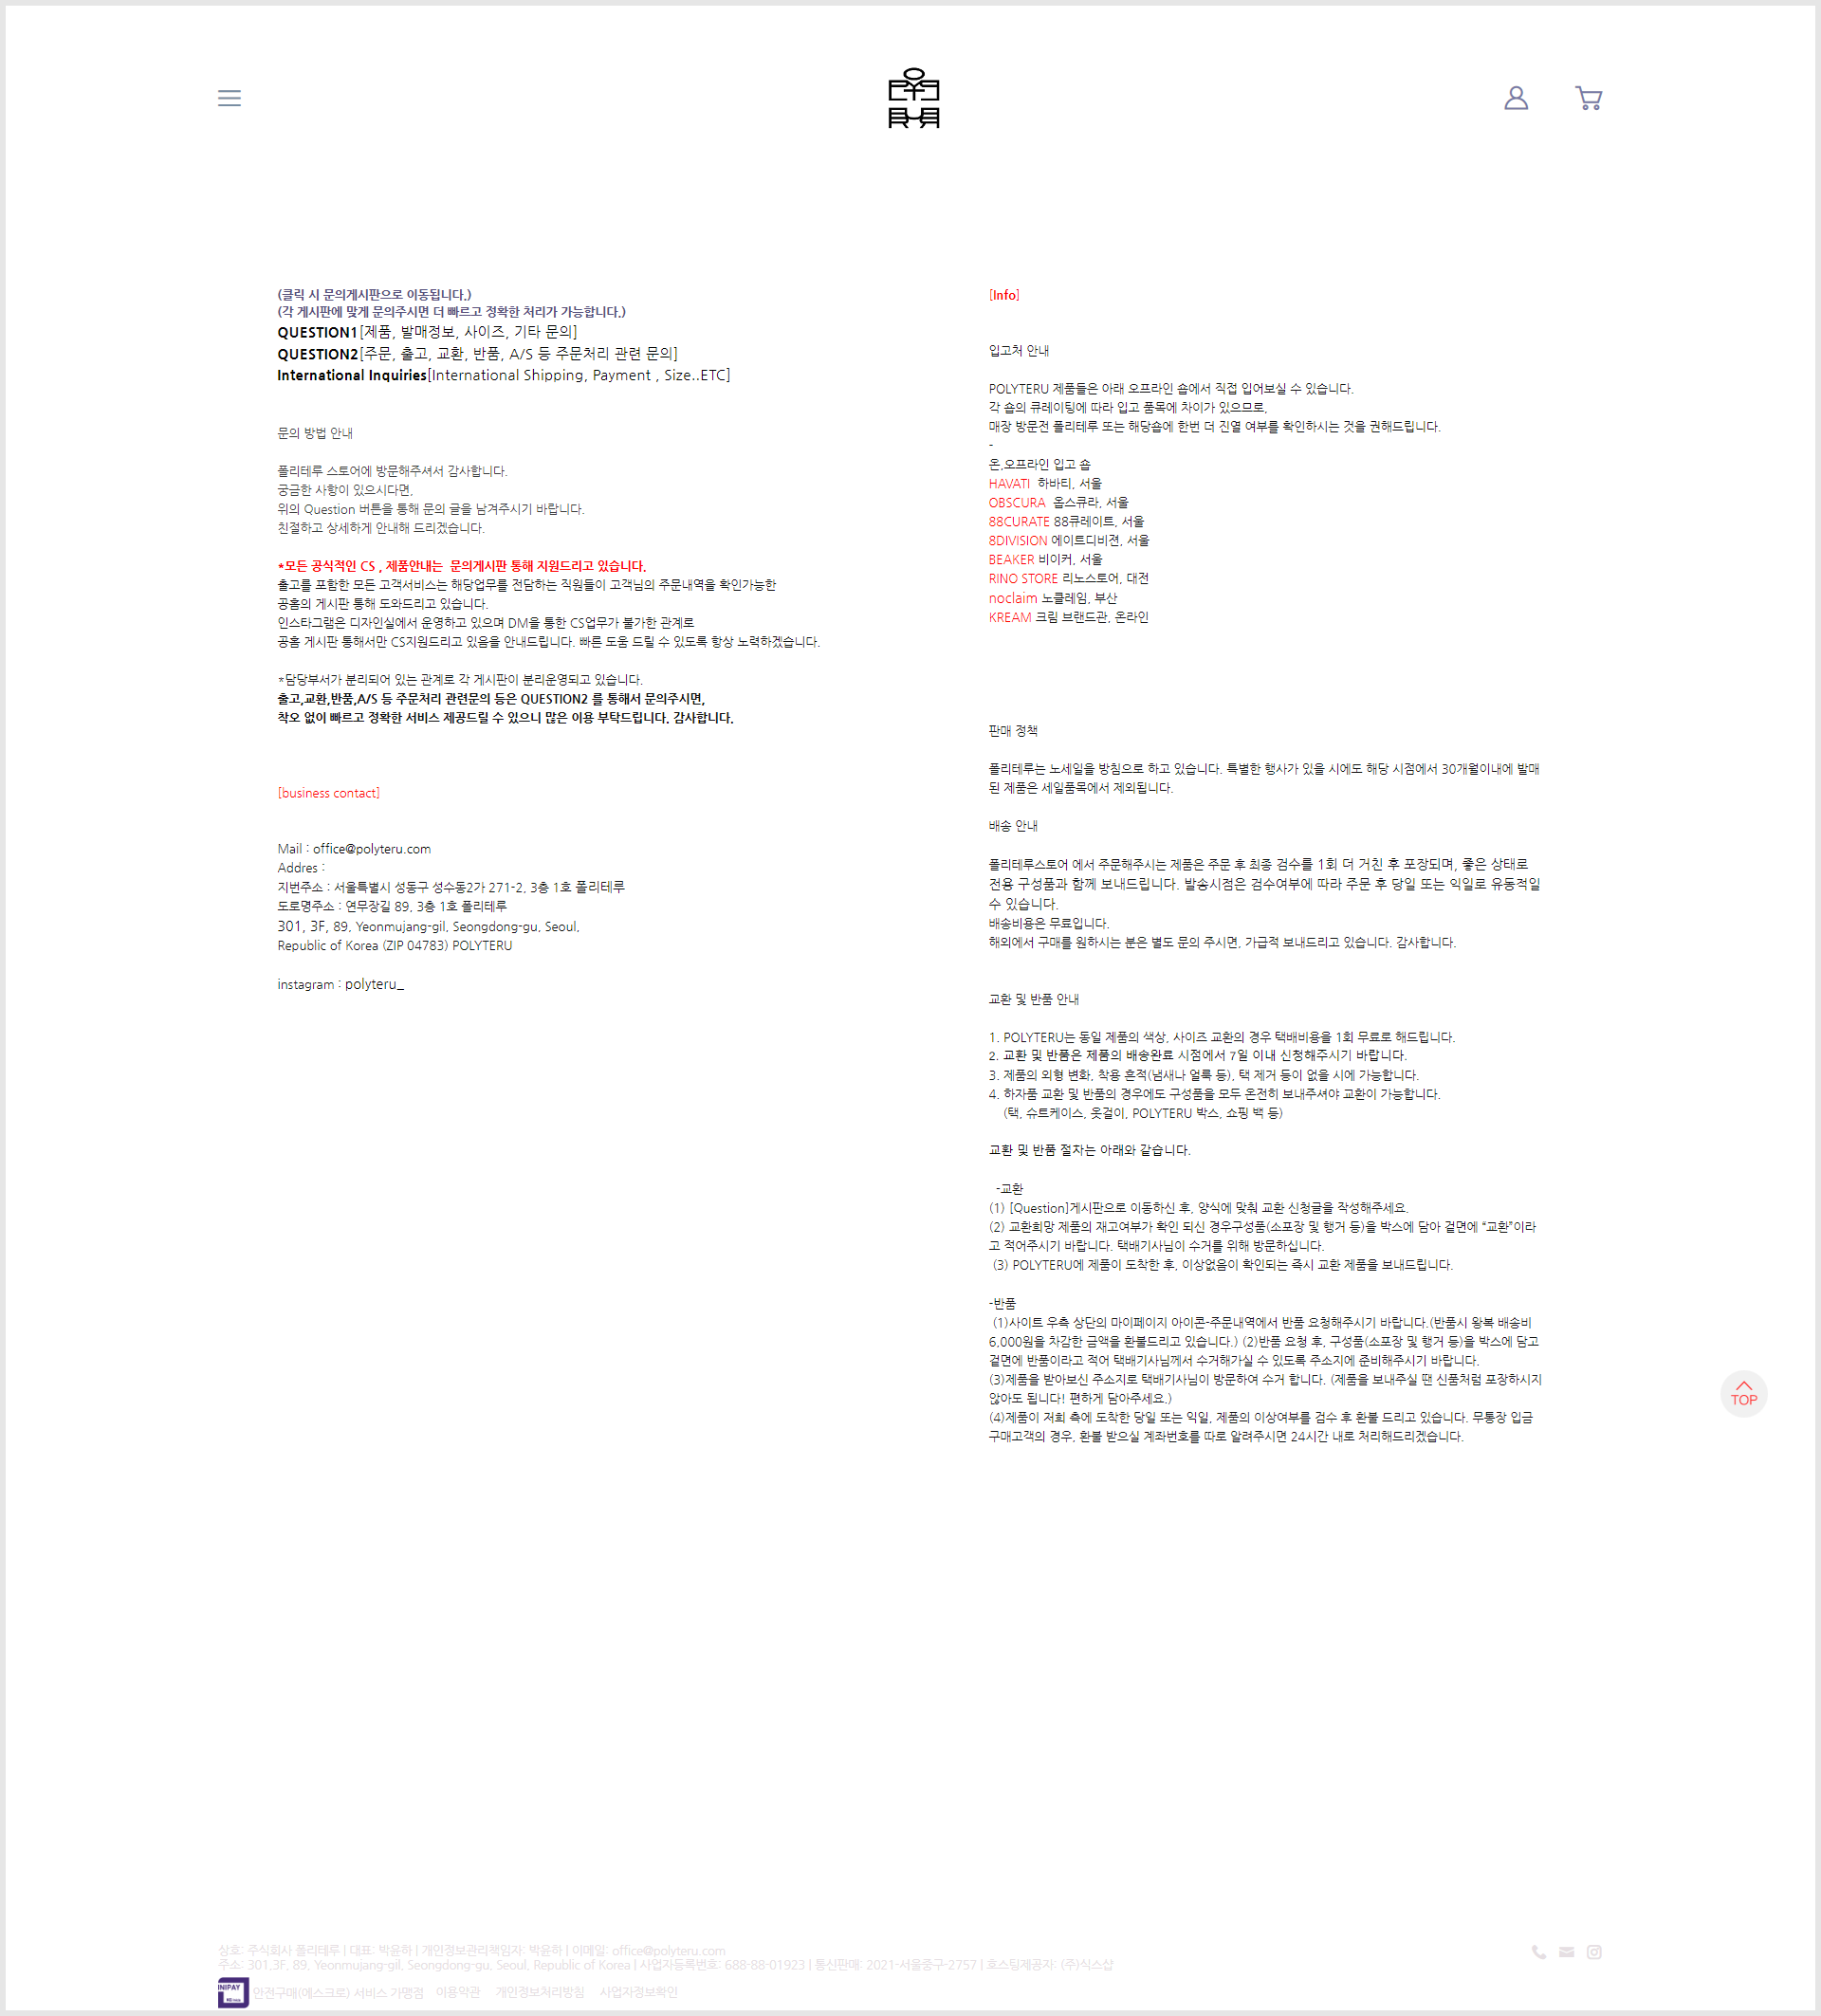 (클릭 시 문의게시판으로 이동됩니다.)
(각 게시판에 맞게 문의주시면 더 빠르고 정확한 처리가 가능합니다.)
QUESTION1[제품, 발매정보, 사이즈, 기타 문의]
QUESTION2[주문, 출고, 교환, 반품, A/S 등 주문처리 관련 문의]
International Inquiries[International Shipping, Payment , Size..ETC]
문의 방법 안내
폴리테루 스토어에 방문해주셔서 감사합니다.
궁금한 사항이 있으시다면,
위의 Question 버튼을 통해 문의 글을 남겨주시기 바랍니다.
친절하고 상세하게 안내해 드리겠습니다.
*모든 공식적인 CS , 제품안내는  문의게시판 통해 지원드리고 있습니다.
출고를 포함한 모든 고객서비스는 해당업무를 전담하는 직원들이 고객님의 주문내역을 확인가능한
공홈의 게시판 통해 도와드리고 있습니다.
인스타그램은 디자인실에서 운영하고 있으며 DM을 통한 CS업무가 불가한 관계로
공홈 게시판 통해서만 CS지원드리고 있음을 안내드립니다. 빠른 도움 드릴 수 있도록 항상 노력하겠습니다.
*담당부서가 분리되어 있는 관계로 각 게시판이 분리운영되고 있습니다.
출고,교환,반품,A/S 등 주문처리 관련문의 등은 QUESTION2 를 통해서 문의주시면,
착오 없이 빠르고 정확한 서비스 제공드릴 수 있으니 많은 이용 부탁드립니다. 감사합니다.
[business contact]
Mail : office@polyteru.com
Addres :
지번주소 : 서울특별시 성동구 성수동2가 271-2, 3층 1호 폴리테루
도로명주소 : 연무장길 89, 3층 1호 폴리테루
301, 3F, 89, Yeonmujang-gil, Seongdong-gu, Seoul,
Republic of Korea (ZIP 04783) POLYTERU
instagram : polyteru_
[Info]
입고처 안내
POLYTERU 제품들은 아래 오프라인 숍에서 직접 입어보실 수 있습니다.
각 숍의 큐레이팅에 따라 입고 품목에 차이가 있으므로,
매장 방문전 폴리테루 또는 해당숍에 한번 더 진열 여부를 확인하시는 것을 권해드립니다.
-
온,오프라인 입고 숍
HAVATI  하바티, 서울
OBSCURA  옵스큐라, 서울
88CURATE 88큐레이트, 서울
8DIVISION 에이트디비젼, 서울
BEAKER 비이커, 서울
RINO STORE 리노스토어, 대전
noclaim 노클레임, 부산
KREAM 크림 브랜드관, 온라인
판매 정책
폴리테루는 노세일을 방침으로 하고 있습니다. 특별한 행사가 있을 시에도 해당 시점에서 30개월이내에 발매
된 제품은 세일품목에서 제외됩니다.
배송 안내
폴리테루스토어 에서 주문해주시는 제품은 주문 후 최종 검수를 1회 더 거친 후 포장되며, 좋은 상태로
전용 구성품과 함께 보내드립니다. 발송시점은 검수여부에 따라 주문 후 당일 또는 익일로 유동적일
수 있습니다.
배송비용은 무료입니다.
해외에서 구매를 원하시는 분은 별도 문의 주시면, 가급적 보내드리고 있습니다. 감사합니다.
교환 및 반품 안내
1. POLYTERU는 동일 제품의 색상, 사이즈 교환의 경우 택배비용을 1회 무료로 해드립니다.
2. 교환 및 반품은 제품의 배송완료 시점에서 7일 이내 신청해주시기 바랍니다.
3. 제품의 외형 변화, 착용 흔적(냄새나 얼룩 등), 택 제거 등이 없을 시에 가능합니다.
4. 하자품 교환 및 반품의 경우에도 구성품을 모두 온전히 보내주셔야 교환이 가능합니다.
(택, 슈트케이스, 옷걸이, POLYTERU 박스, 쇼핑 백 등)
교환 및 반품 절차는 아래와 같습니다.
-교환
(1) [Question]게시판으로 이동하신 후, 양식에 맞춰 교환 신청글을 작성해주세요.
(2) 교환희망 제품의 재고여부가 확인 되신 경우구성품(소포장 및 행거 등)을 박스에 담아 겉면에 "교환"이라
고 적어주시기 바랍니다. 택배기사님이 수거를 위해 방문하십니다.
(3) POLYTERU에 제품이 도착한 후, 이상없음이 확인되는 즉시 교환 제품을 보내드립니다.
-반품
(1)사이트 우측 상단의 마이페이지 아이콘-주문내역에서 반품 요청해주시기 바랍니다.(반품시 왕복 배송비
6,000원을 차감한 금액을 환불드리고 있습니다.) (2)반품 요청 후, 구성품(소포장 및 행거 등)을 박스에 담고
겉면에 반품이라고 적어 택배기사님께서 수거해가실 수 있도록 주소지에 준비해주시기 바랍니다.
(3)제품을 받아보신 주소지로 택배기사님이 방문하여 수거 합니다. (제품을 보내주실 땐 신품처럼 포장하시지
않아도 됩니다! 편하게 담아주세요.)
(4)제품이 저희 측에 도착한 당일 또는 익일, 제품의 이상여부를 검수 후 환불 드리고 있습니다. 무통장 입금
구매고객의 경우, 환불 받으실 계좌번호를 따로 알려주시면 24시간 내로 처리해드리겠습니다.
TOP
상호: 주식회사 폴리테루 | 대표: 박윤하 | 개인정보관리책임자: 박윤하 | 이메일: office@polyteru.com
주소: 301,3F, 89, Yeonmujang-gil, Seongdong-gu, Seoul, Republic of Korea | 사업자등록번호: 688-88-01923 | 통신판매: 2021-서울중구-2757 | 호스팅제공자: (주)식스샵
INIPAY
안전구매(에스크로) 서비스 가맹점 이용약관 개인정보처리방침 사업자정보확인